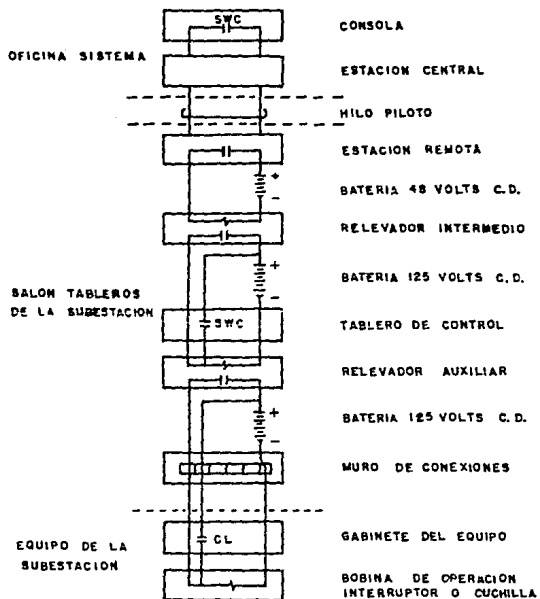 SWC
CONSOLA
OFICINA SISTEMA
ESTACION CENTRAL
HILO PILOTO
ESTACION REMOTA
+
BATERIA 48 VOLTS C.D.
-
RELEVADOR INTERMEDIO
+
BATERIA 125 VOLTS C.D.
-
SALON TABLEROS
DE LA SUBESTACION
SWC
TABLERO DE CONTROL
RELEVADOR AUXILIAR
+
BATERIA 125 VOLTS C.D.
-
MURO DE CONEXIONES
CL
GABINETE DEL EQUIPO
EQUIPO DE LA
SUBESTACION
BOBINA DE OPERACION
INTERRUPTOR O CUCHILLA